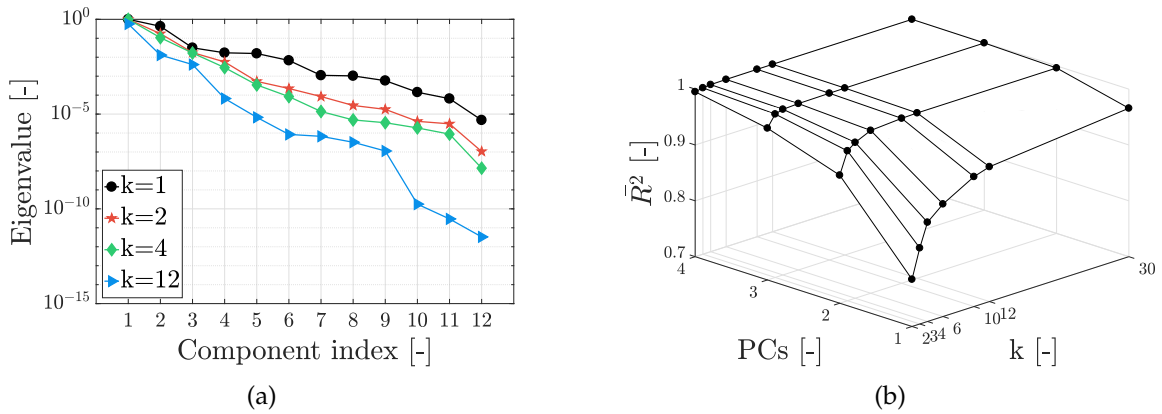 10^0
10^-5
10^-10
10^-15
Eigenvalue [-]
k=1
k=2
k=4
k=12
1 2 3 4 5 6 7 8 9 10 11 12
Component index [-]
(a)
1
0.9
0.8
0.7
R̄^2 [-]
4
3
2
1
PCs [-]
1 2 3 4 6 10 12 30
k [-]
(b)